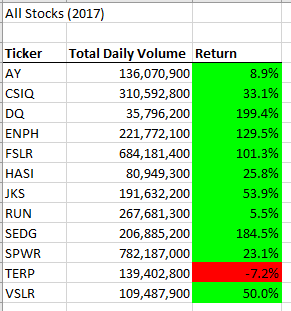 All Stocks (2017)
Ticker Total Daily Volume Return
AY 136,070,900 8.9%
CSIQ 310,592,800 33.1%
DQ 35,796,200 199.4%
ENPH 221,772,100 129.5%
FSLR 684,181,400 101.3%
HASI 80,949,300 25.8%
JKS 191,632,200 53.9%
RUN 267,681,300 5.5%
SEDG 206,885,200 184.5%
SPWR 782,187,000 23.1%
TERP 139,402,800 -7.2%
VSLR 109,487,900 50.0%